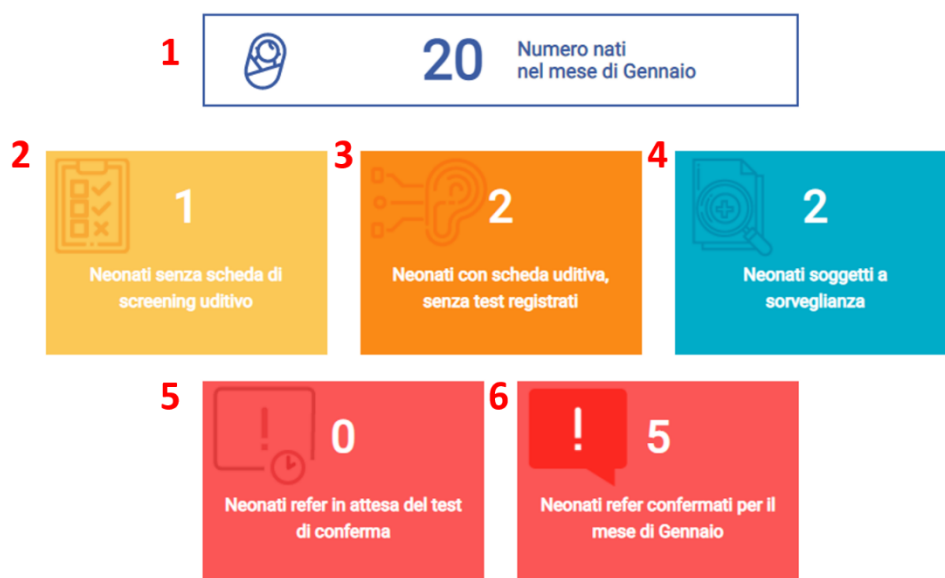 1
20
Numero nati
nel mese di Gennaio
2
1
Neonati senza scheda di
screening uditivo
3
2
Neonati con scheda uditiva,
senza test registrati
4
2
Neonati soggetti a
sorveglianza
5
!
0
Neonati refer in attesa del test
di conferma
6
!
5
Neonati refer confermati per il
mese di Gennaio